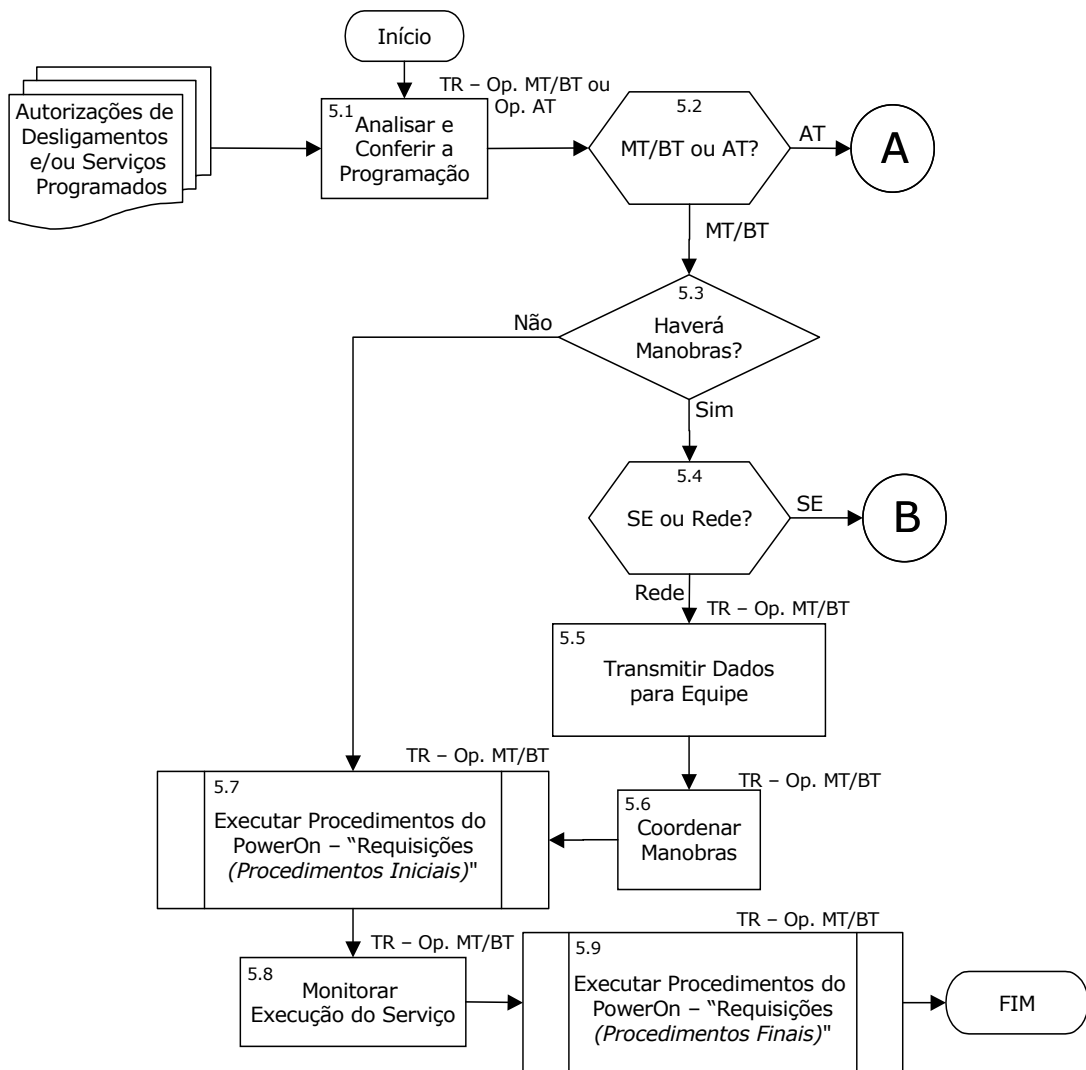 Início
Autorizações de
Desligamentos
e/ou Serviços
Programados
5.1
Analisar e
Conferir a
Programação
TR – Op. MT/BT ou
Op. AT
5.2
MT/BT ou AT?
AT
A
MT/BT
5.3
Haverá
Manobras?
Não
Sim
5.4
SE ou Rede?
SE
B
Rede
TR – Op. MT/BT
5.5
Transmitir Dados
para Equipe
TR – Op. MT/BT
5.6
Coordenar
Manobras
TR – Op. MT/BT
5.7
Executar Procedimentos do
PowerOn – “Requisições
(Procedimentos Iniciais)"
TR – Op. MT/BT
5.8
Monitorar
Execução do Serviço
TR – Op. MT/BT
5.9
Executar Procedimentos do
PowerOn – “Requisições
(Procedimentos Finais)"
FIM